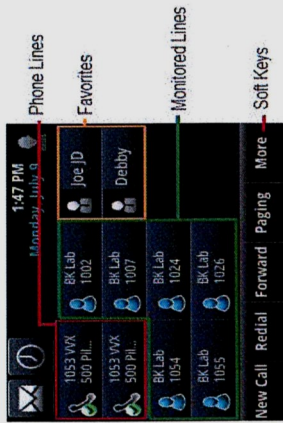 1:47 PM
Monday, July 9
1053 VVX
500 Pil...
BK Lab
1002
Joe JD
1053 VVX
500 Pil...
BK Lab
1007
Debby
BK Lab
1054
BK Lab
1024
BK Lab
1055
BK Lab
1026
New Call Redial Forward Paging More
Phone Lines
Favorites
Monitored Lines
Soft Keys